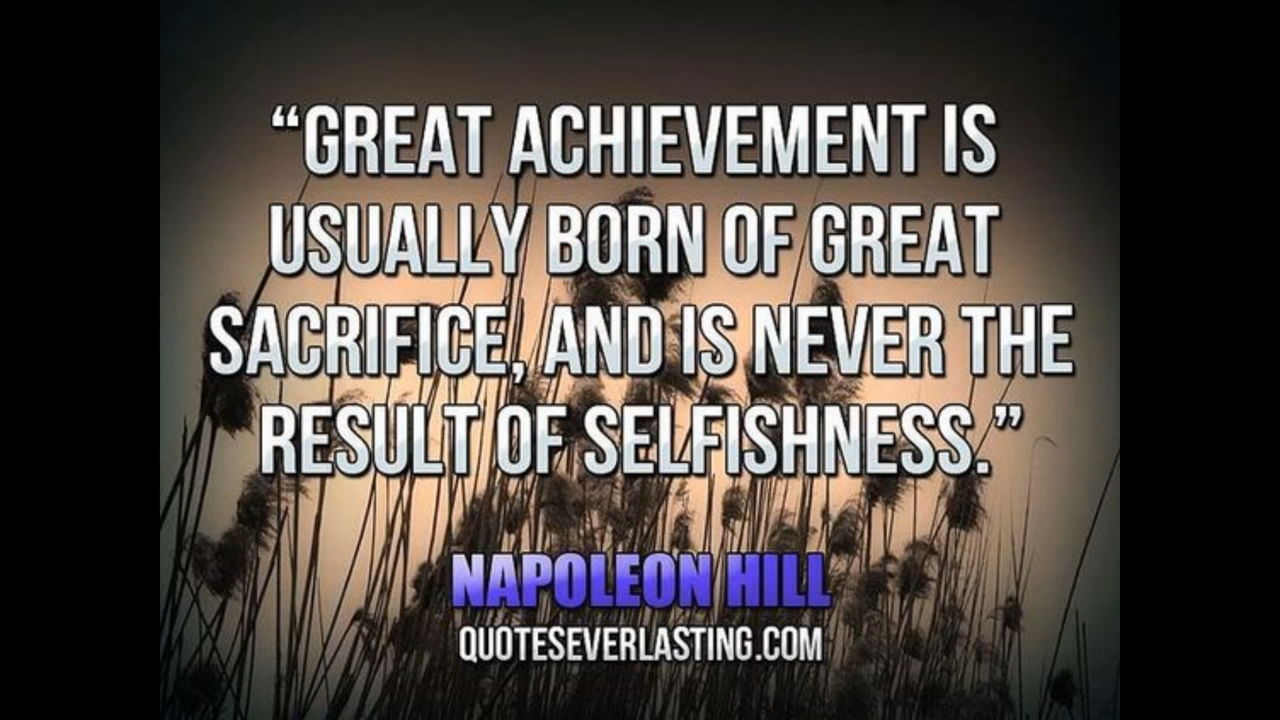 “GREAT ACHIEVEMENT IS
USUALLY BORN OF GREAT
SACRIFICE, AND IS NEVER THE
RESULT OF SELFISHNESS.”
NAPOLEON HILL
QUOTESEVERLASTING.COM